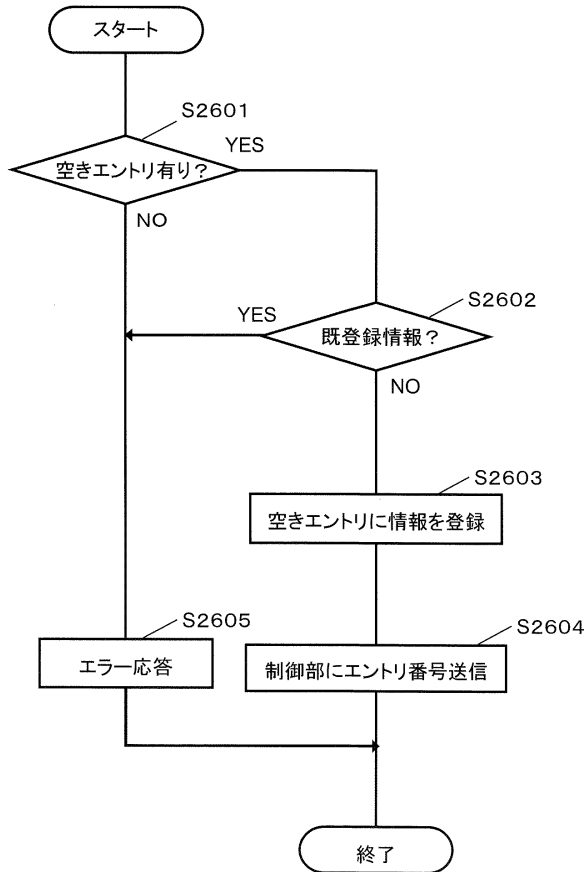 スタート
S2601
空きエントリ有り?
YES
NO
S2602
既登録情報?
YES
NO
S2603
空きエントリに情報を登録
S2604
制御部にエントリ番号送信
S2605
エラー応答
終了